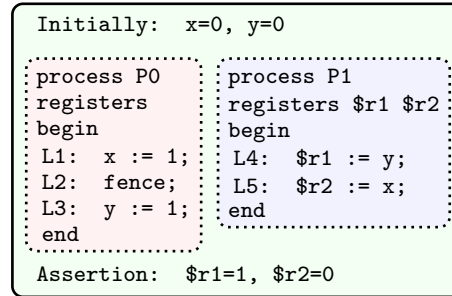 Initially: x=0, y=0
process P0
registers
begin
L1: x := 1;
L2: fence;
L3: y := 1;
end
process P1
registers $r1 $r2
begin
L4: $r1 := y;
L5: $r2 := x;
end
Assertion: $r1=1, $r2=0